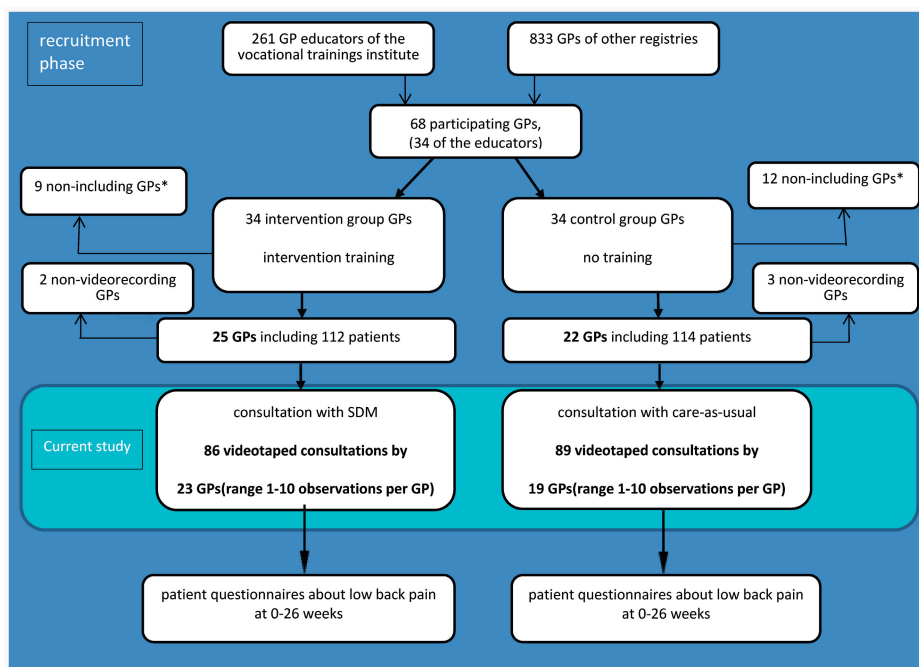 recruitment
phase
261 GP educators of the
vocational trainings institute
833 GPs of other registries
68 participating GPs,
(34 of the educators)
9 non-including GPs*
12 non-including GPs*
34 intervention group GPs
intervention training
34 control group GPs
no training
2 non-videorecording
GPs
3 non-videorecording
GPs
25 GPs including 112 patients
22 GPs including 114 patients
Current study
consultation with SDM
86 videotaped consultations by
23 GPs(range 1-10 observations per GP)
consultation with care-as-usual
89 videotaped consultations by
19 GPs(range 1-10 observations per GP)
patient questionnaires about low back pain
at 0-26 weeks
patient questionnaires about low back pain
at 0-26 weeks